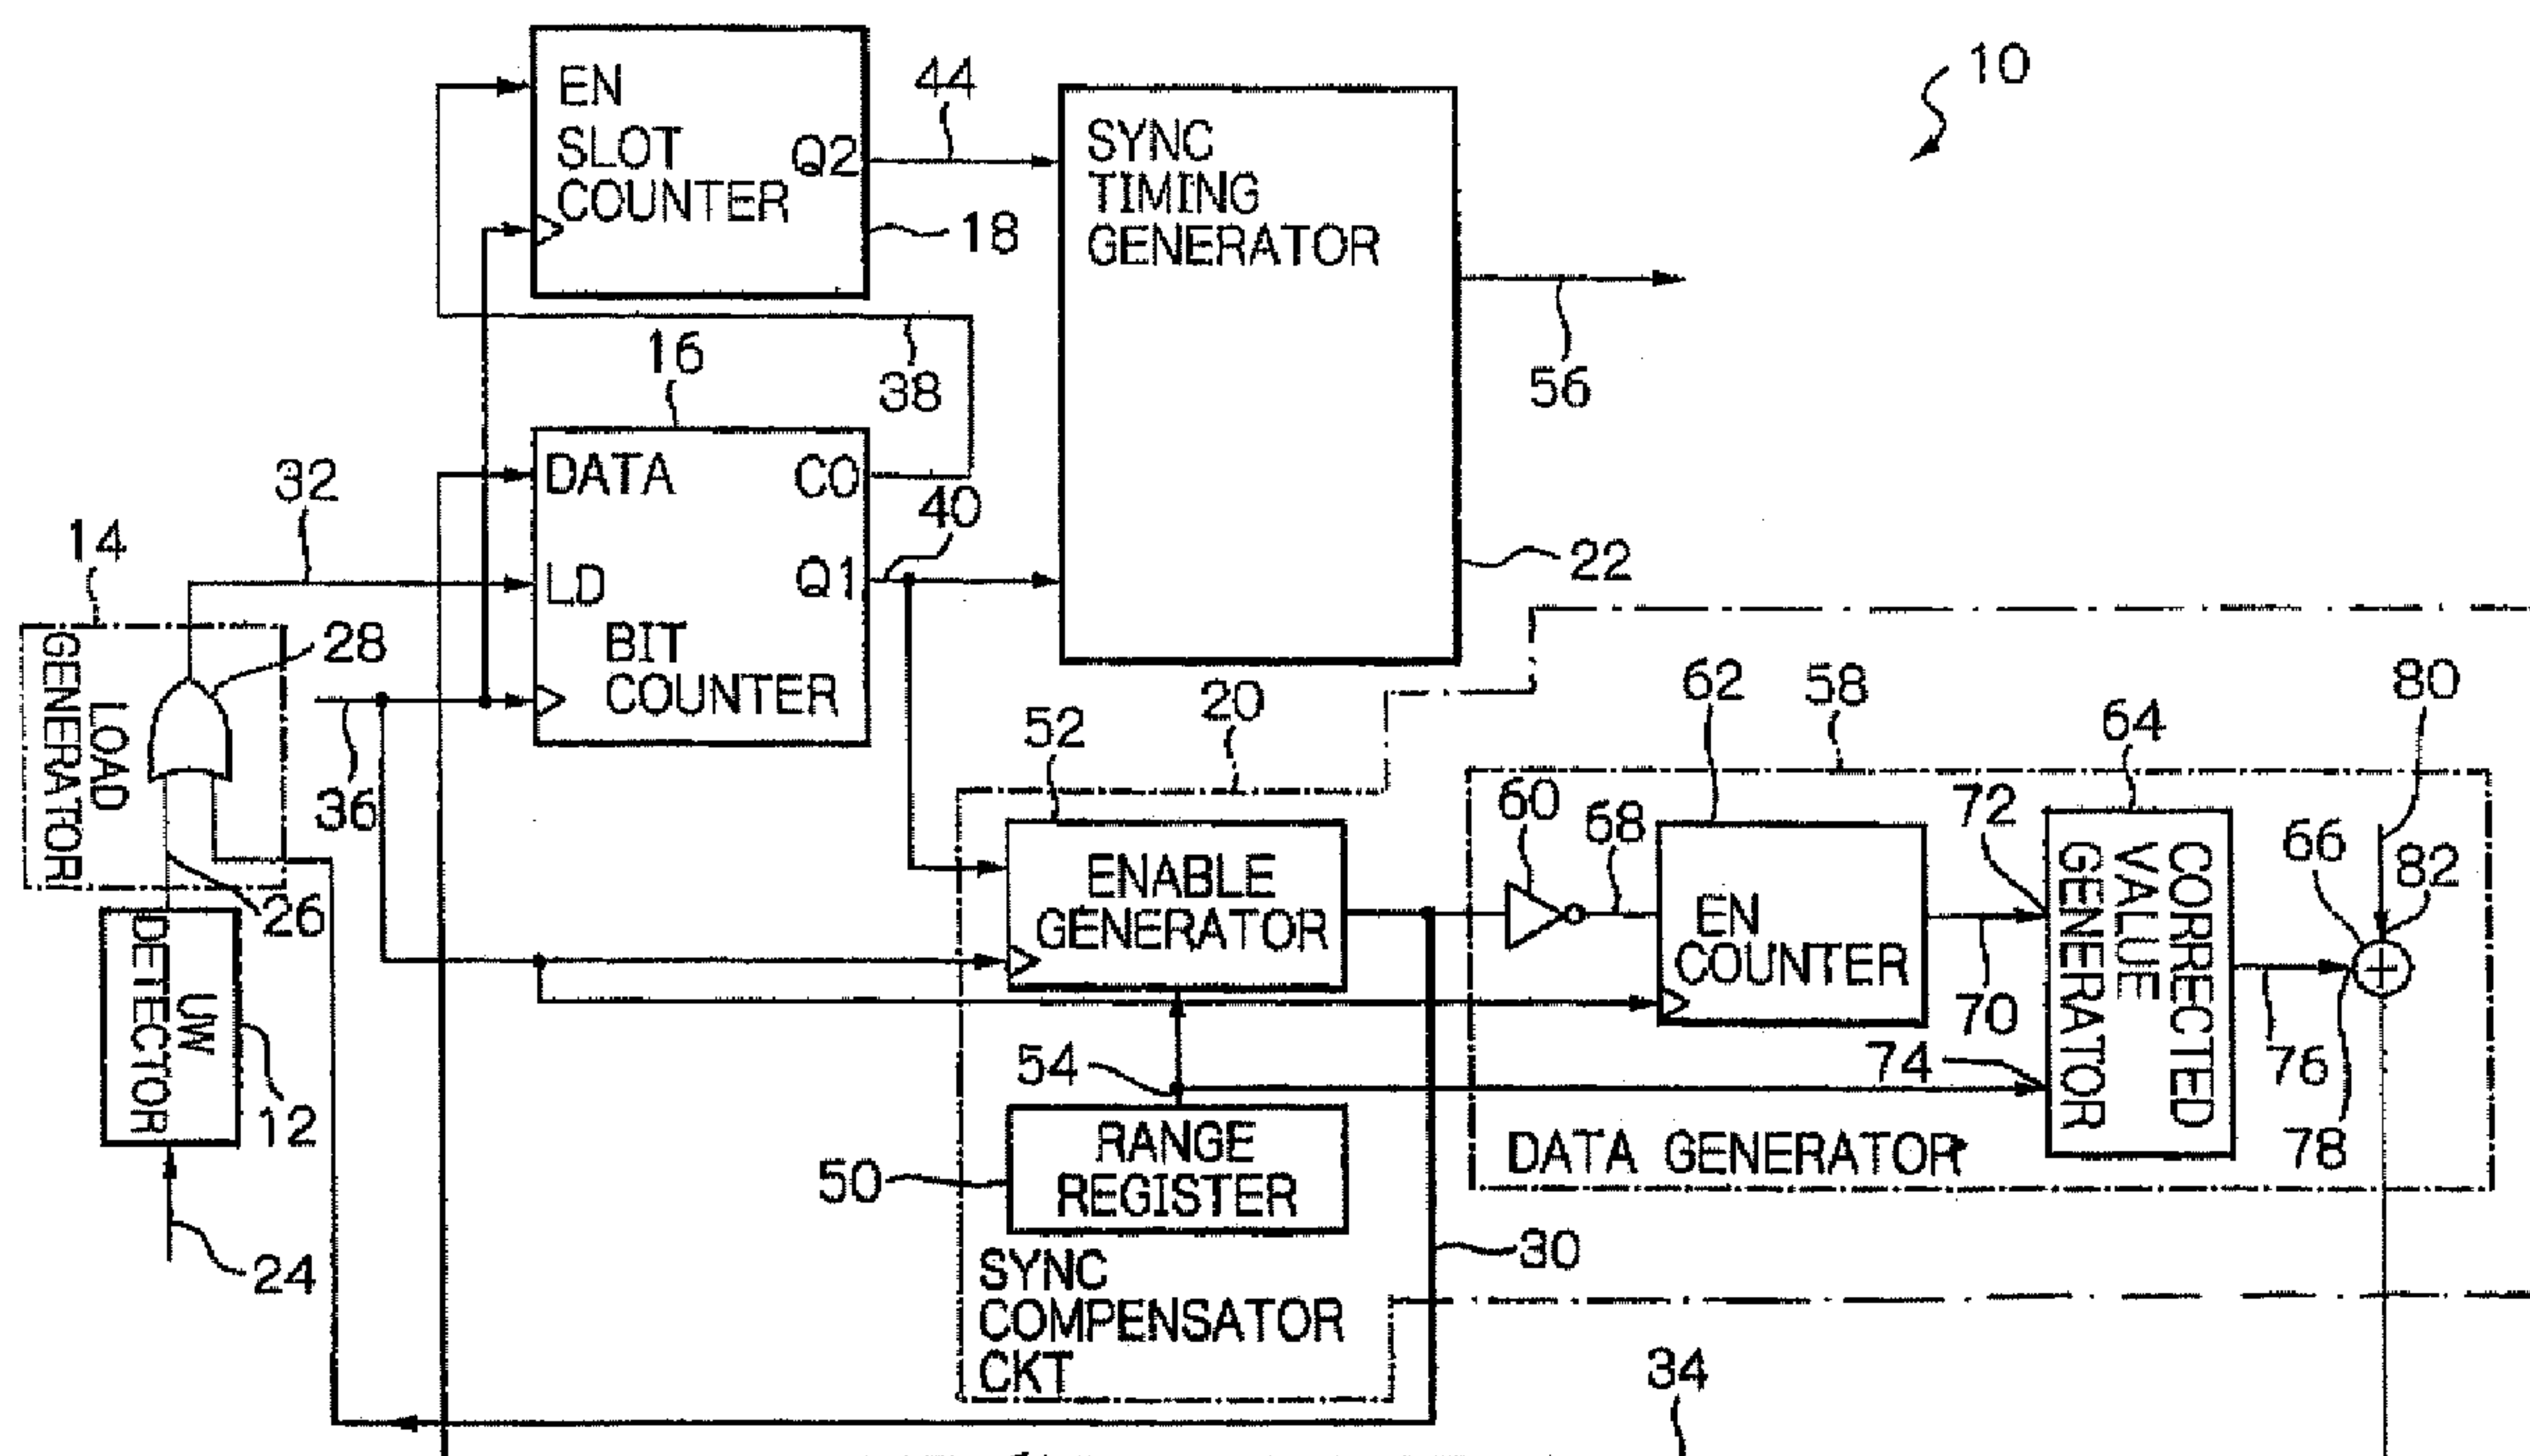 10
EN
SLOT
COUNTER
Q2
44
18
SYNC
TIMING
GENERATOR
56
38
16
DATA
CO
40
32
LD
Q1
22
14
BIT
COUNTER
LOAD
GENERATOR
28
36
20
52
62
58
64
80
60
68
72
66
82
ENABLE
GENERATOR
EN
COUNTER
CORRECTED
VALUE
GENERATOR
26
UW
DETECTOR
12
54
70
74
76
78
50
RANGE
REGISTER
DATA GENERATOR
24
30
SYNC
COMPENSATOR
CKT
34